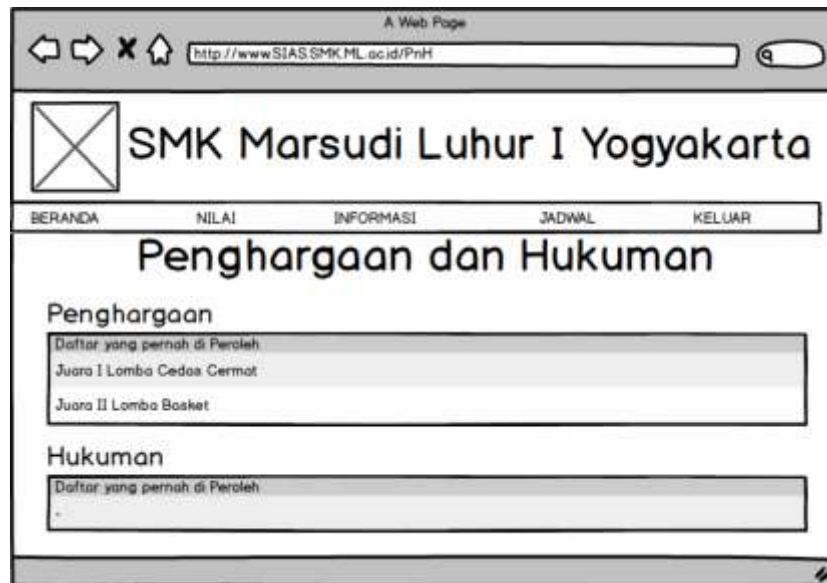 A Web Page
http://wwwSIAS.SMK.ML.ac.id/PnH
SMK Marsudi Luhur I Yogyakarta
BERANDA NILAI INFORMASI JADWAL KELUAR
Penghargaan dan Hukuman
Penghargaan
Daftar yang pernah di Peroleh
Juara I Lomba Cedas Cermat
Juara II Lomba Basket
Hukuman
Daftar yang pernah di Peroleh
-